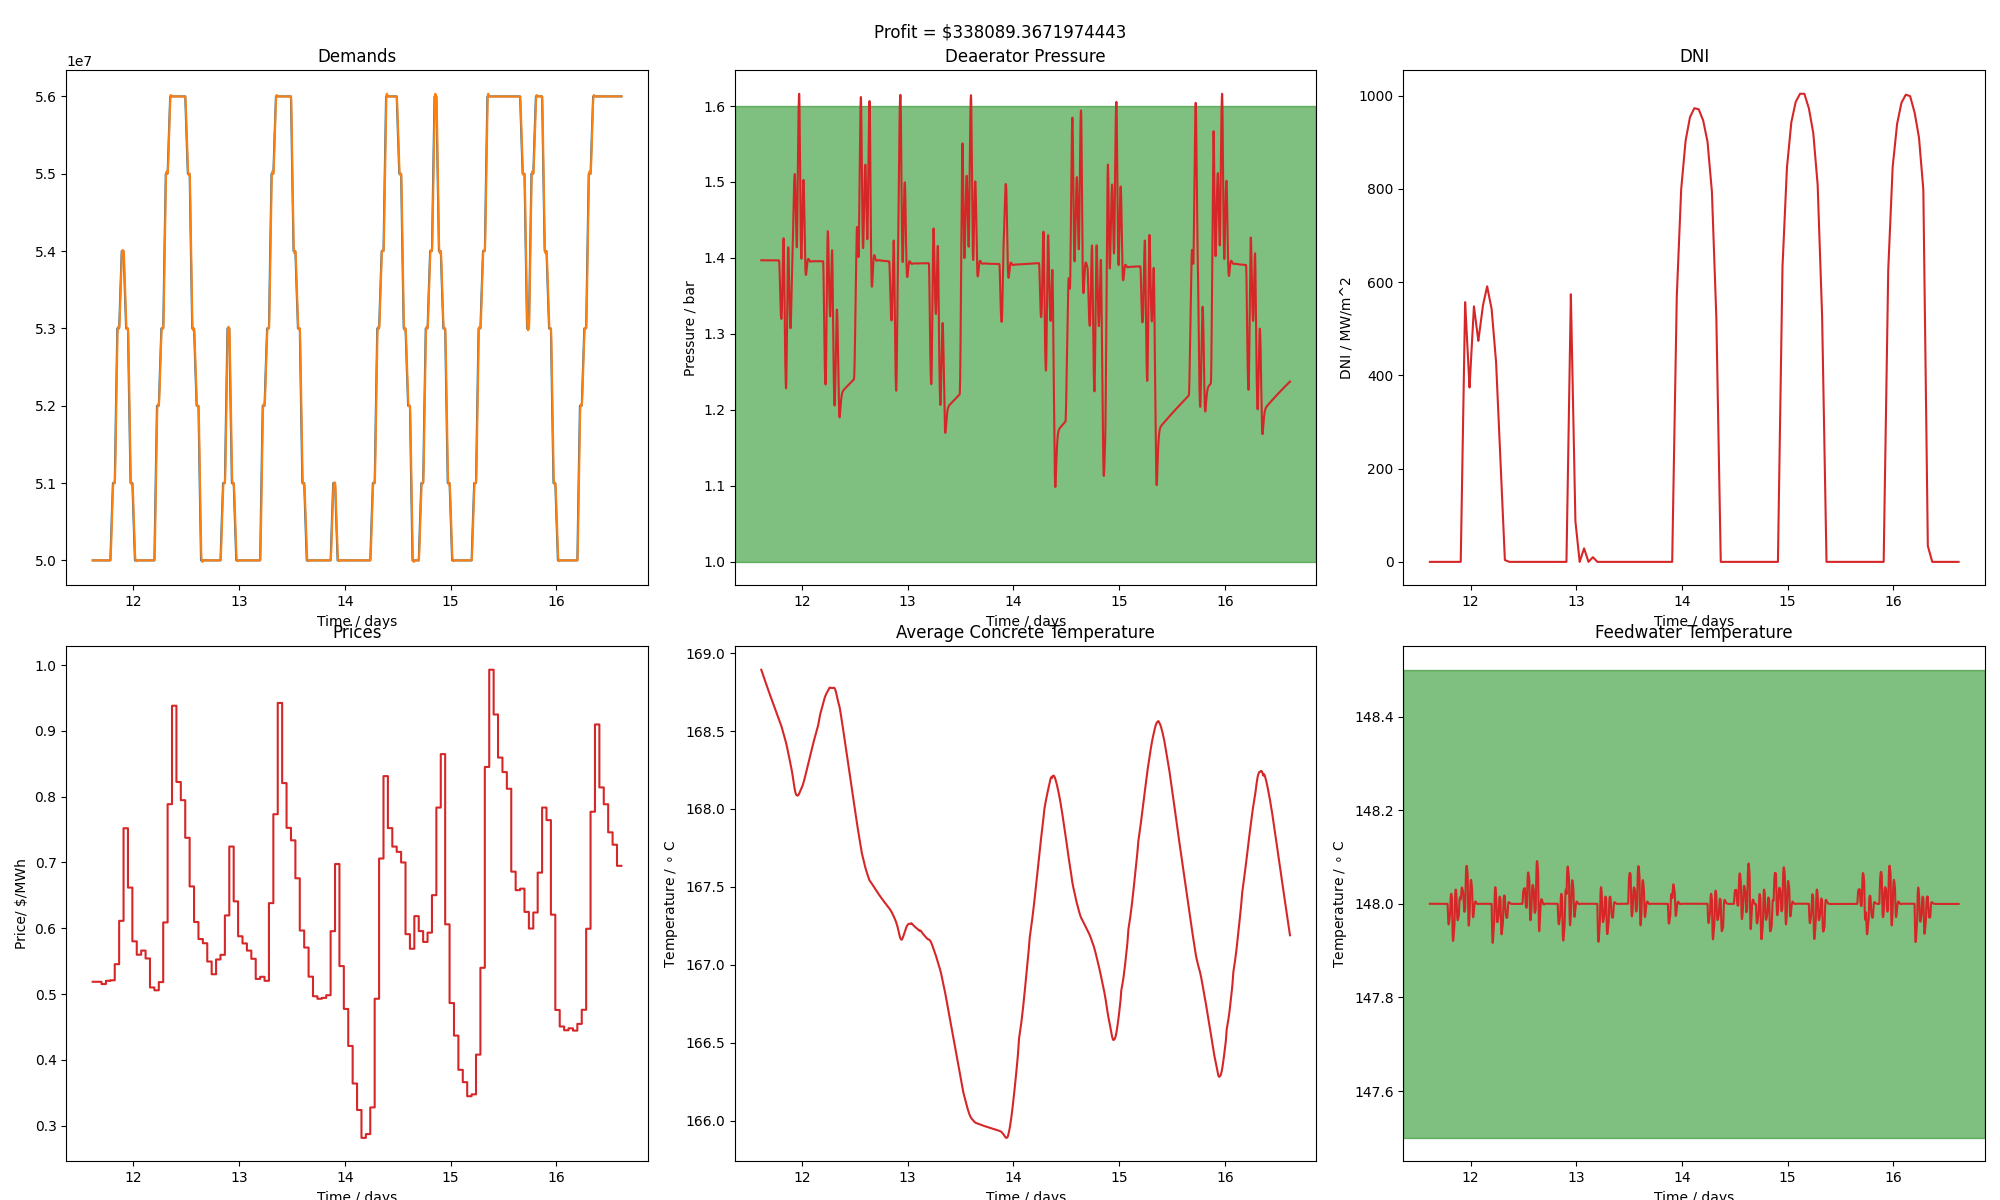 Profit = $338089.3671974443
Demands
1e7
5.6
5.5
5.4
5.3
5.2
5.1
5.0
12 13 14 15 16
Time / days
Deaerator Pressure
Pressure / bar
1.6
1.5
1.4
1.3
1.2
1.1
1.0
12 13 14 15 16
Time / days
DNI
DNI / MW/m^2
1000
800
600
400
200
0
12 13 14 15 16
Time / days
Prices
Price/ $/MWh
1.0
0.9
0.8
0.7
0.6
0.5
0.4
0.3
12 13 14 15 16
Time / days
Average Concrete Temperature
Temperature / ∘ C
169.0
168.5
168.0
167.5
167.0
166.5
166.0
12 13 14 15 16
Time / days
Feedwater Temperature
Temperature / ∘ C
148.4
148.2
148.0
147.8
147.6
12 13 14 15 16
Time / days